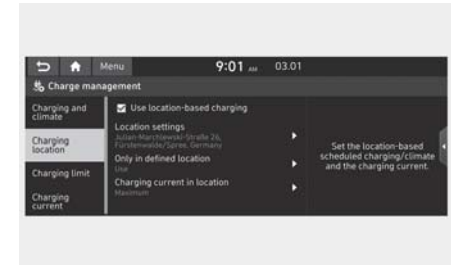 Menu
9:01 AM
03.01
Charge management
Charging and
climate
Charging
location
Charging limit
Charging
current
Use location-based charging
Location settings
Julian-Marchlewski-Straße 26,
Fürstenwalde/Spree, Germany
Only in defined location
Use
Charging current in location
Maximum
Set the location-based
scheduled charging/climate
and the charging current.